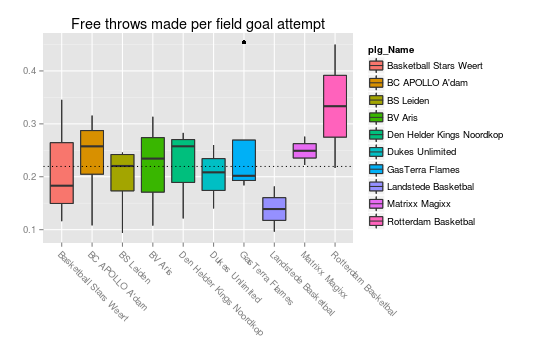 Free throws made per field goal attempt
0.4
0.3
0.2
0.1
Basketball Stars Weert
BC APOLLO A'dam
BS Leiden
BV Aris
Den Helder Kings Noordkop
Dukes Unlimited
GasTerra Flames
Landstede Basketbal
Matrixx Magixx
Rotterdam Basketbal
plg_Name
Basketball Stars Weert
BC APOLLO A'dam
BS Leiden
BV Aris
Den Helder Kings Noordkop
Dukes Unlimited
GasTerra Flames
Landstede Basketbal
Matrixx Magixx
Rotterdam Basketbal